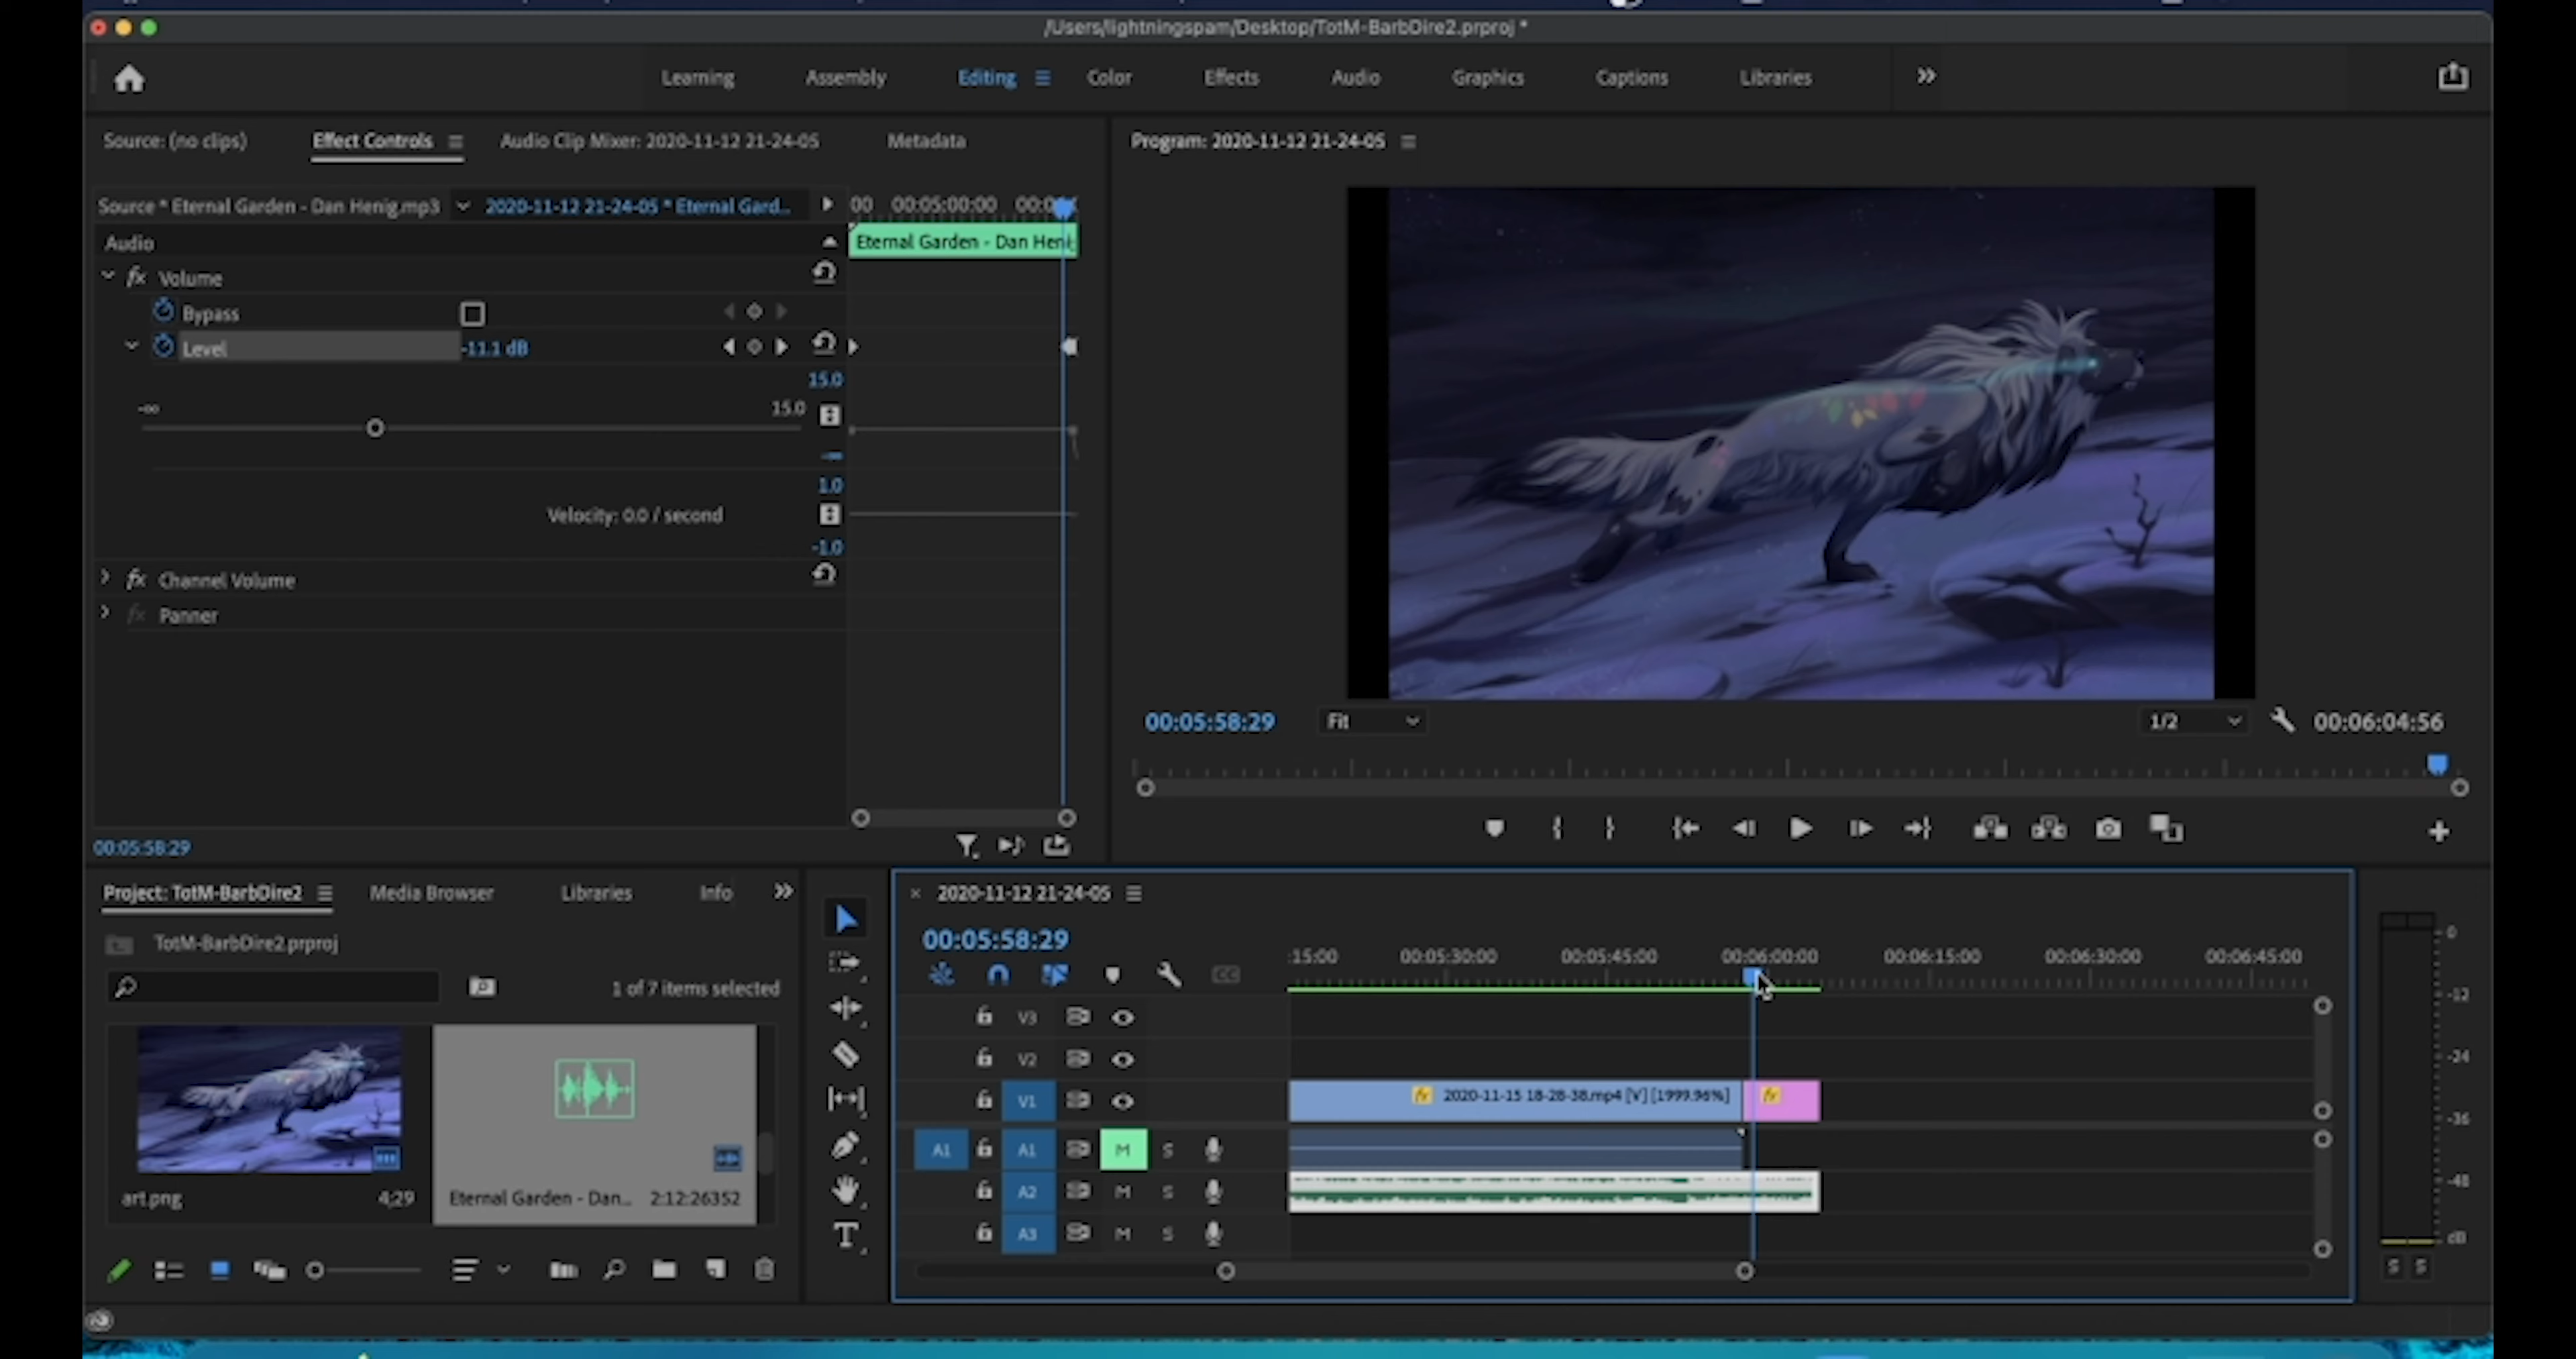 /Users/lightningspam/Desktop/TotM-BarbDire2.prproj *
Learning Assembly Editing Color Effects Audio Graphics Captions Libraries
Source: (no clips) Effect Controls Audio Clip Mixer: 2020-11-12 21-24-05 Metadata
Program: 2020-11-12 21-24-05
Source * Eternal Garden - Dan Henig.mp3 2020-11-12 21-24-05 * Eternal Gard... 00 00:05:00:00
Audio Eternal Garden - Dan Henig
fx Volume
Bypass
Level -11.1 dB
15.0
-∞ 15.0
-∞
1.0
Velocity: 0.0 / second
-1.0
fx Channel Volume
fx Panner
00:05:58:29
00:05:58:29 Fit 1/2 00:06:04:56
Project: TotM-BarbDire2 Media Browser Libraries Info
TotM-BarbDire2.prproj
1 of 7 items selected
art.png 4:29 Eternal Garden - Dan... 2:12:26352
T
× 2020-11-12 21-24-05
00:05:58:29
:15:00 00:05:30:00 00:05:45:00 00:06:00:00 00:06:15:00 00:06:30:00 00:06:45:00
CC
V3
V2
V1 fx 2020-11-15 18-28-38.mp4 [V] [1999.96%] fx
A1 A1 M S
A2 M S
A3 M S
0
-12
-24
-36
-48
dB
S S